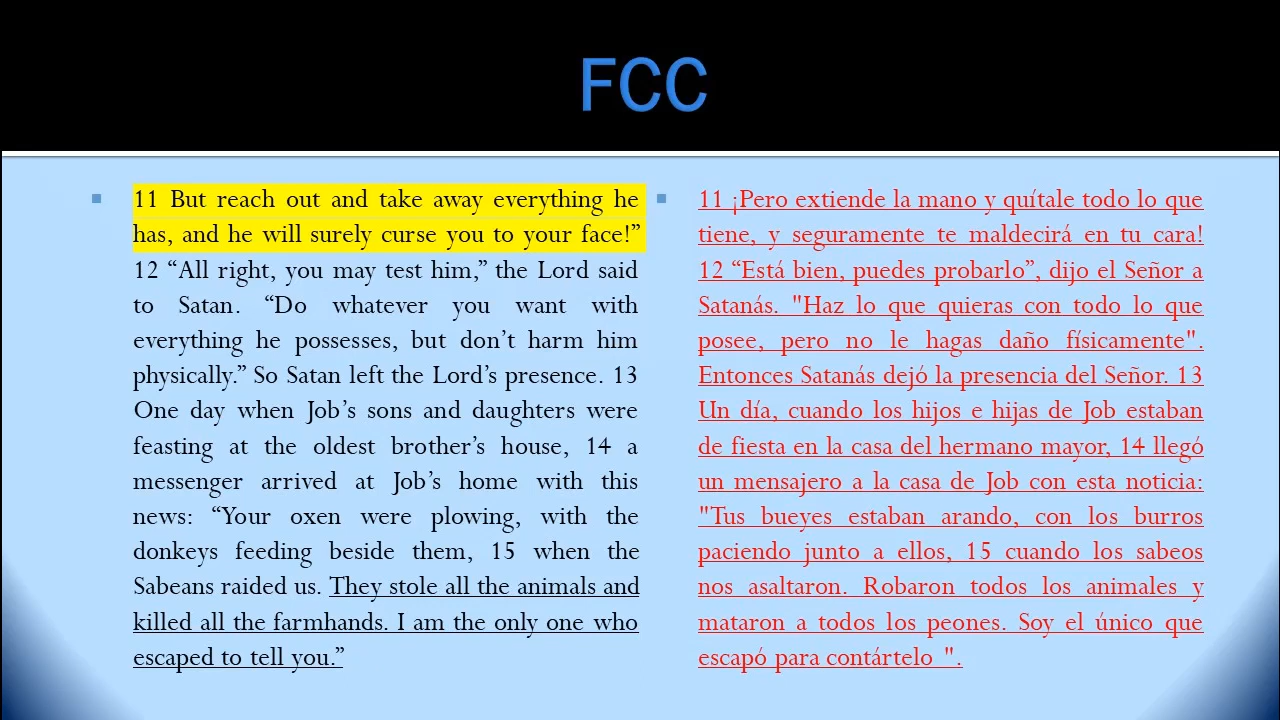 FCC
11 But reach out and take away everything he
has, and he will surely curse you to your face!”
12 “All right, you may test him,” the Lord said
to Satan. “Do whatever you want with
everything he possesses, but don’t harm him
physically.” So Satan left the Lord’s presence. 13
One day when Job’s sons and daughters were
feasting at the oldest brother’s house, 14 a
messenger arrived at Job’s home with this
news: “Your oxen were plowing, with the
donkeys feeding beside them, 15 when the
Sabeans raided us. They stole all the animals and
killed all the farmhands. I am the only one who
escaped to tell you.”
11 ¡Pero extiende la mano y quítale todo lo que
tiene, y seguramente te maldecirá en tu cara!
12 “Está bien, puedes probarlo”, dijo el Señor a
Satanás. "Haz lo que quieras con todo lo que
posee, pero no le hagas daño físicamente".
Entonces Satanás dejó la presencia del Señor. 13
Un día, cuando los hijos e hijas de Job estaban
de fiesta en la casa del hermano mayor, 14 llegó
un mensajero a la casa de Job con esta noticia:
"Tus bueyes estaban arando, con los burros
paciendo junto a ellos, 15 cuando los sabeos
nos asaltaron. Robaron todos los animales y
mataron a todos los peones. Soy el único que
escapó para contártelo ".